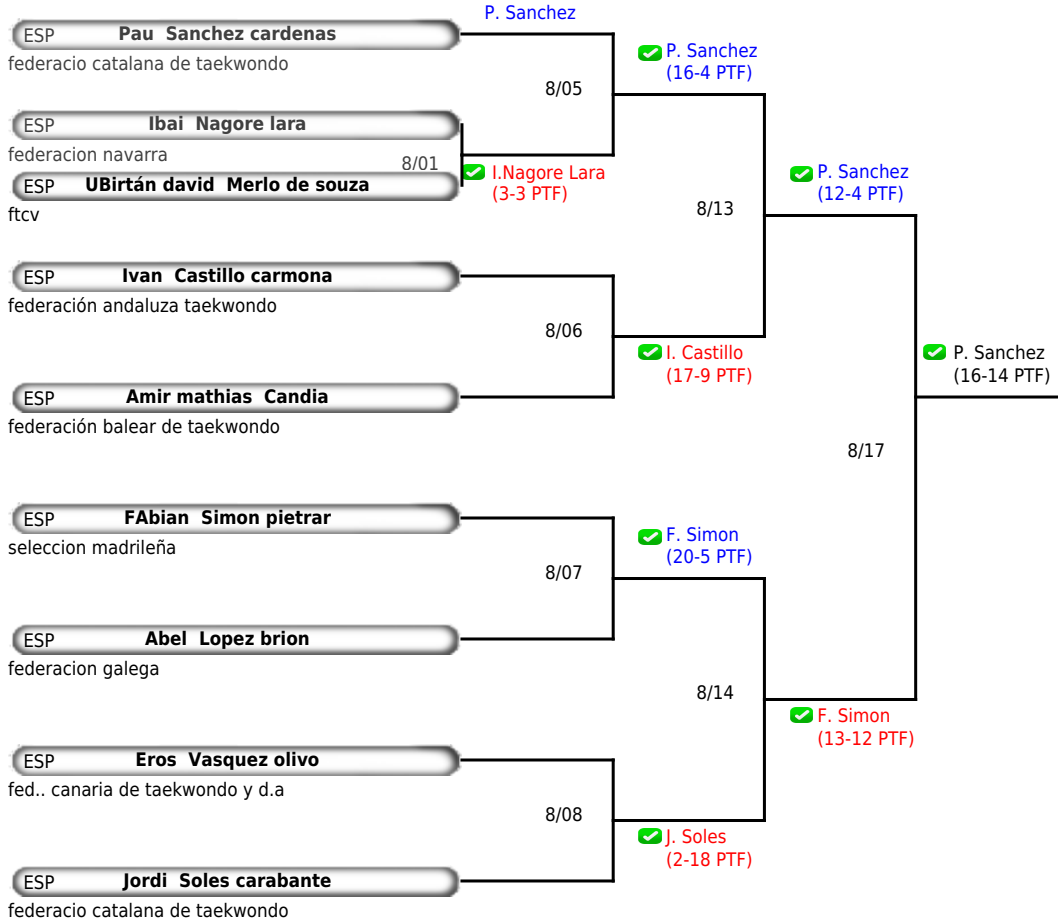 P. Sanchez
ESP Pau Sanchez cardenas
federacio catalana de taekwondo
P. Sanchez
(16-4 PTF)
8/05
ESP Ibai Nagore lara
federacion navarra
8/01
I.Nagore Lara
(3-3 PTF)
ESP UBirtán david Merlo de souza
ftcv
P. Sanchez
(12-4 PTF)
8/13
ESP Ivan Castillo carmona
federación andaluza taekwondo
8/06
I. Castillo
(17-9 PTF)
P. Sanchez
(16-14 PTF)
ESP Amir mathias Candia
federación balear de taekwondo
8/17
ESP FAbian Simon pietrar
seleccion madrileña
F. Simon
(20-5 PTF)
8/07
ESP Abel Lopez brion
federacion galega
8/14
F. Simon
(13-12 PTF)
ESP Eros Vasquez olivo
fed.. canaria de taekwondo y d.a
8/08
J. Soles
(2-18 PTF)
ESP Jordi Soles carabante
federacio catalana de taekwondo